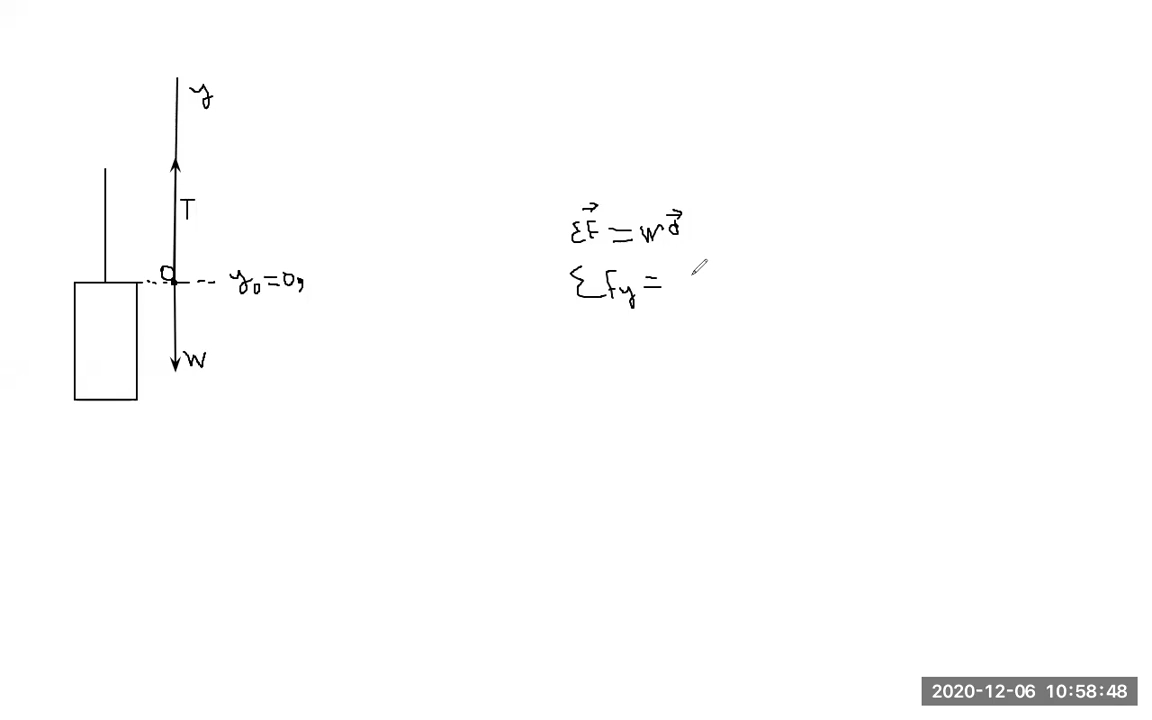 y
T
O
y₀=0,
W
ΣF⃗ = ma⃗
ΣFy =
2020-12-06 10:58:48